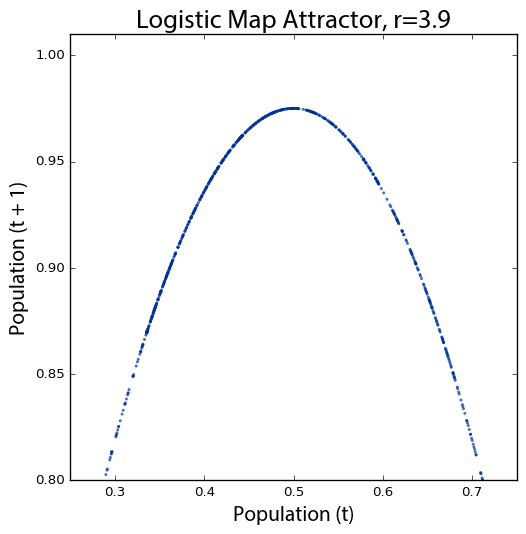 Logistic Map Attractor, r=3.9
1.00
0.95
0.90
0.85
0.80
Population (t + 1)
0.3 0.4 0.5 0.6 0.7
Population (t)